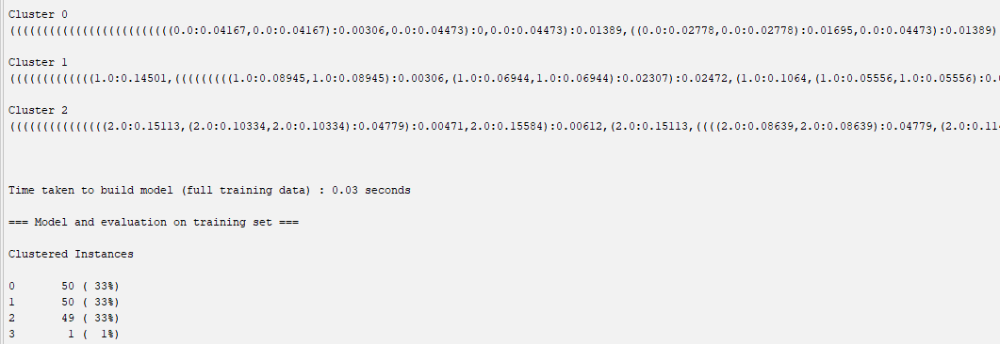 Cluster 0
((((((((((((((((((((((((((0.0:0.04167,0.0:0.04167):0.00306,0.0:0.04473):0,0.0:0.04473):0.01389,((0.0:0.02778,0.0:0.02778):0.01695,0.0:0.04473):0.01389)
Cluster 1
(((((((((((((1.0:0.14501,(((((((((1.0:0.08945,1.0:0.08945):0.00306,(1.0:0.06944,1.0:0.06944):0.02307):0.02472,(1.0:0.1064,(1.0:0.05556,1.0:0.05556):0.
Cluster 2
(((((((((((((((2.0:0.15113,(2.0:0.10334,2.0:0.10334):0.04779):0.00471,2.0:0.15584):0.00612,(2.0:0.15113,((((2.0:0.08639,2.0:0.08639):0.04779,(2.0:0.11
Time taken to build model (full training data) : 0.03 seconds
=== Model and evaluation on training set ===
Clustered Instances
0 50 ( 33%)
1 50 ( 33%)
2 49 ( 33%)
3 1 ( 1%)